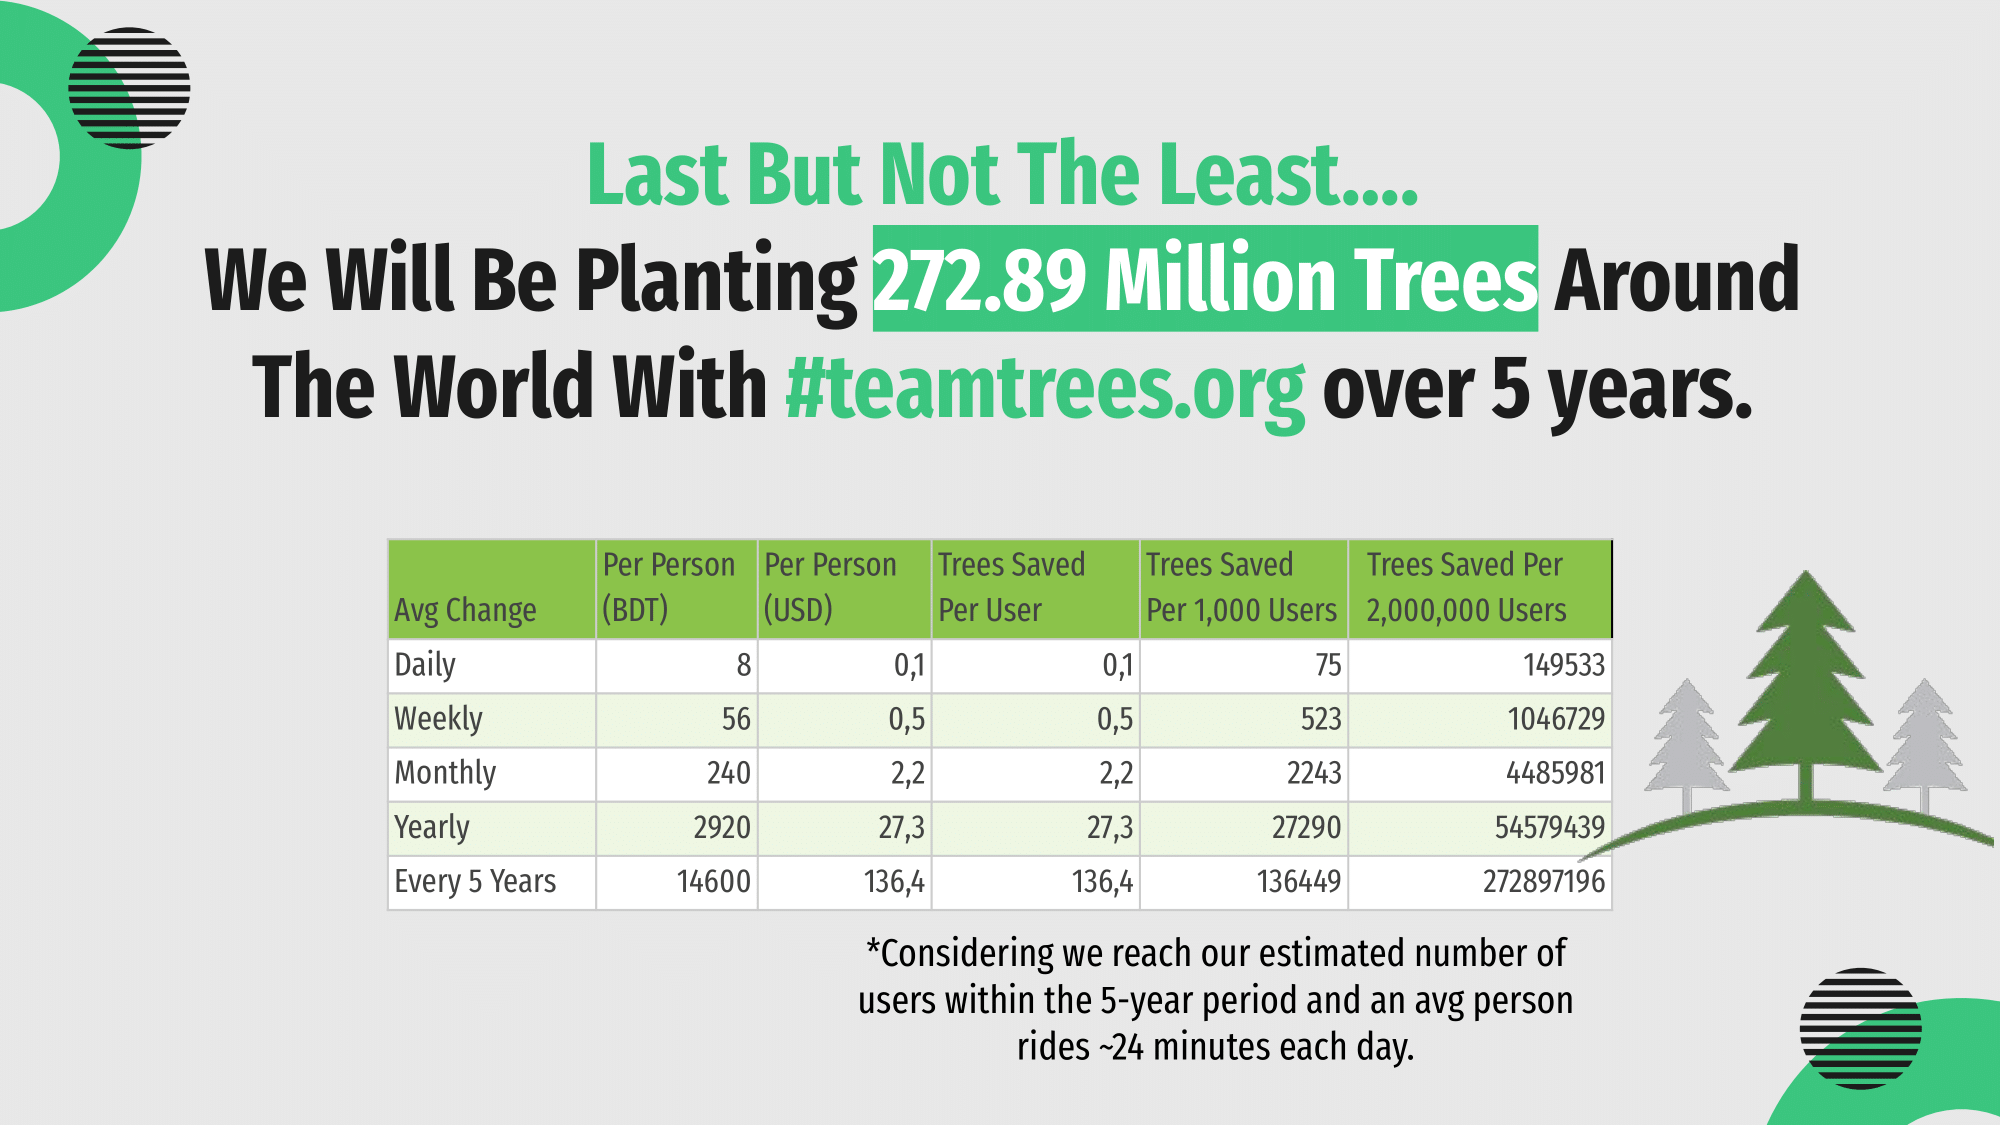 Last But Not The Least....
We Will Be Planting 272.89 Million Trees Around
The World With #teamtrees.org over 5 years.
Avg Change | Per Person (BDT) | Per Person (USD) | Trees Saved Per User | Trees Saved Per 1,000 Users | Trees Saved Per 2,000,000 Users
Daily | 8 | 0,1 | 0,1 | 75 | 149533
Weekly | 56 | 0,5 | 0,5 | 523 | 1046729
Monthly | 240 | 2,2 | 2,2 | 2243 | 4485981
Yearly | 2920 | 27,3 | 27,3 | 27290 | 54579439
Every 5 Years | 14600 | 136,4 | 136,4 | 136449 | 272897196
*Considering we reach our estimated number of
users within the 5-year period and an avg person
rides ~24 minutes each day.